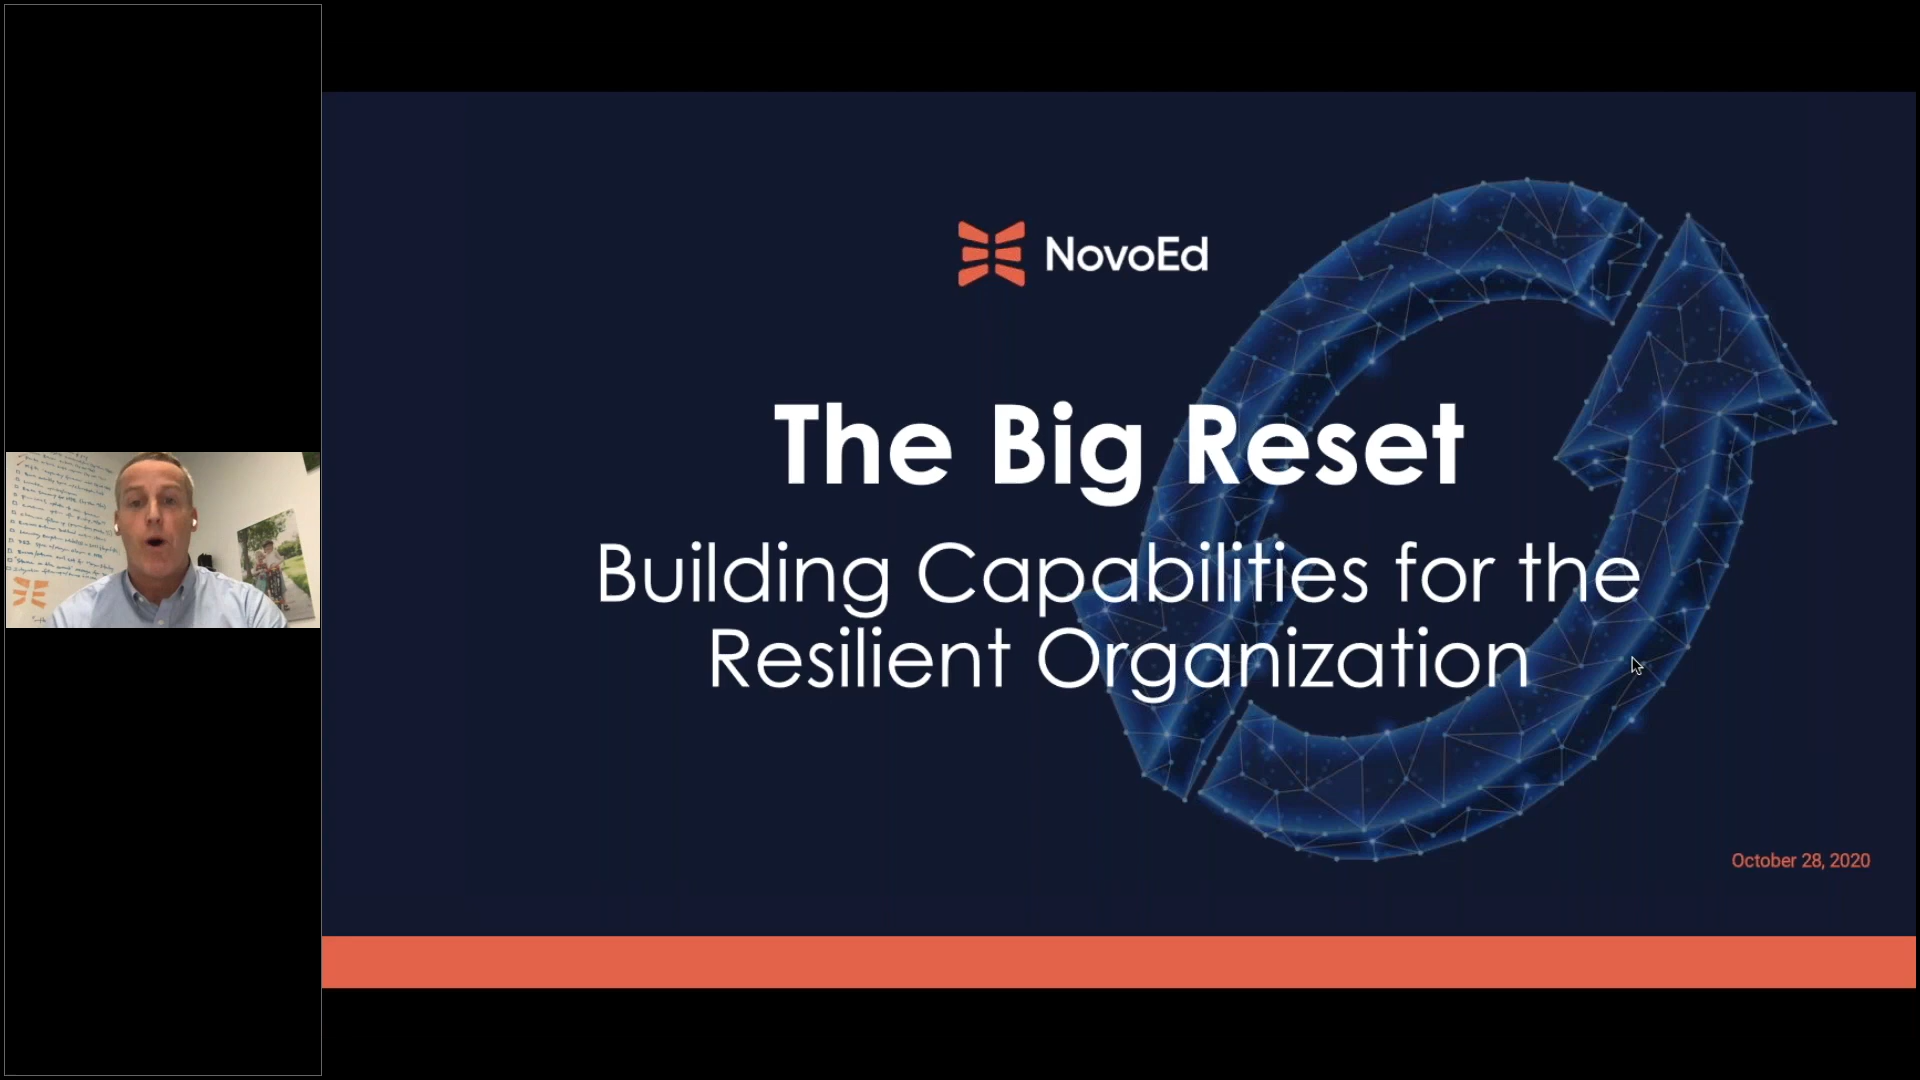 NovoEd
The Big Reset
Building Capabilities for the
Resilient Organization
October 28, 2020